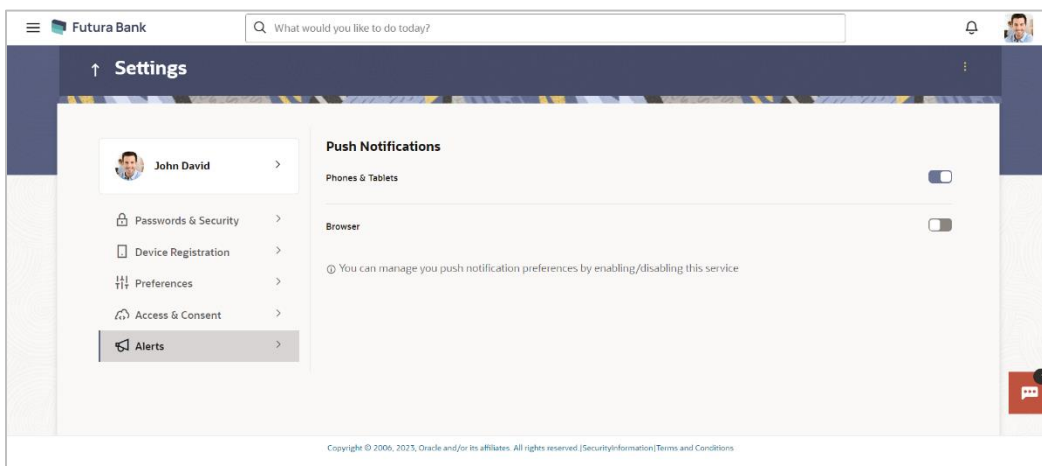 Futura Bank
What would you like to do today?
Settings
John David
Passwords & Security
Device Registration
Preferences
Access & Consent
Alerts
Push Notifications
Phones & Tablets
Browser
You can manage you push notification preferences by enabling/disabling this service
Copyright © 2006, 2023, Oracle and/or its affiliates. All rights reserved.|SecurityInformation|Terms and Conditions